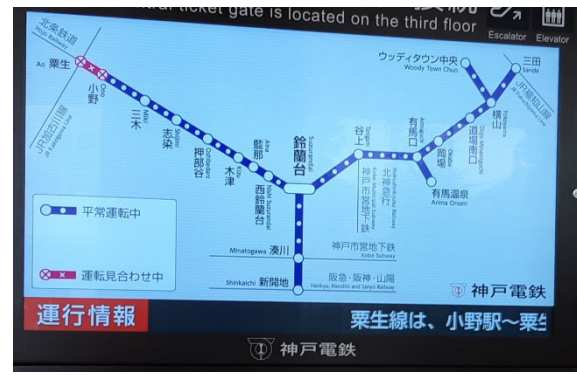 ntral ticket gate is located on the third floor
Escalator
Elevator
北条鉄道
Hojo Railway
Ao 粟生
JR加古川線
JR Kakogawa Line
小野
Ono
三木
Miki
志染
Shijimi
押部谷
Oshibedani
木津
Kizu
藍那
Aina
西鈴蘭台
Nishi Suzurandai
鈴蘭台
Suzurandai
谷上
Tanigami
北神急行
神戸市営地下鉄
有馬口
Arimaguchi
岡場
Okaba
道場南口
横山
Yokoyama
ウッディタウン中央
Woody Town Chuo
三田
Sanda
JR福知山線
有馬温泉
Arima Onsen
平常運転中
運転見合わせ中
Minatogawa 湊川
神戸市営地下鉄
Kobe Subway
Shinkaichi 新開地
阪急・阪神・山陽
Hankyu, Hanshin and Sanyo Railway
神戸電鉄
運行情報
粟生線は、小野駅～粟生
神戸電鉄